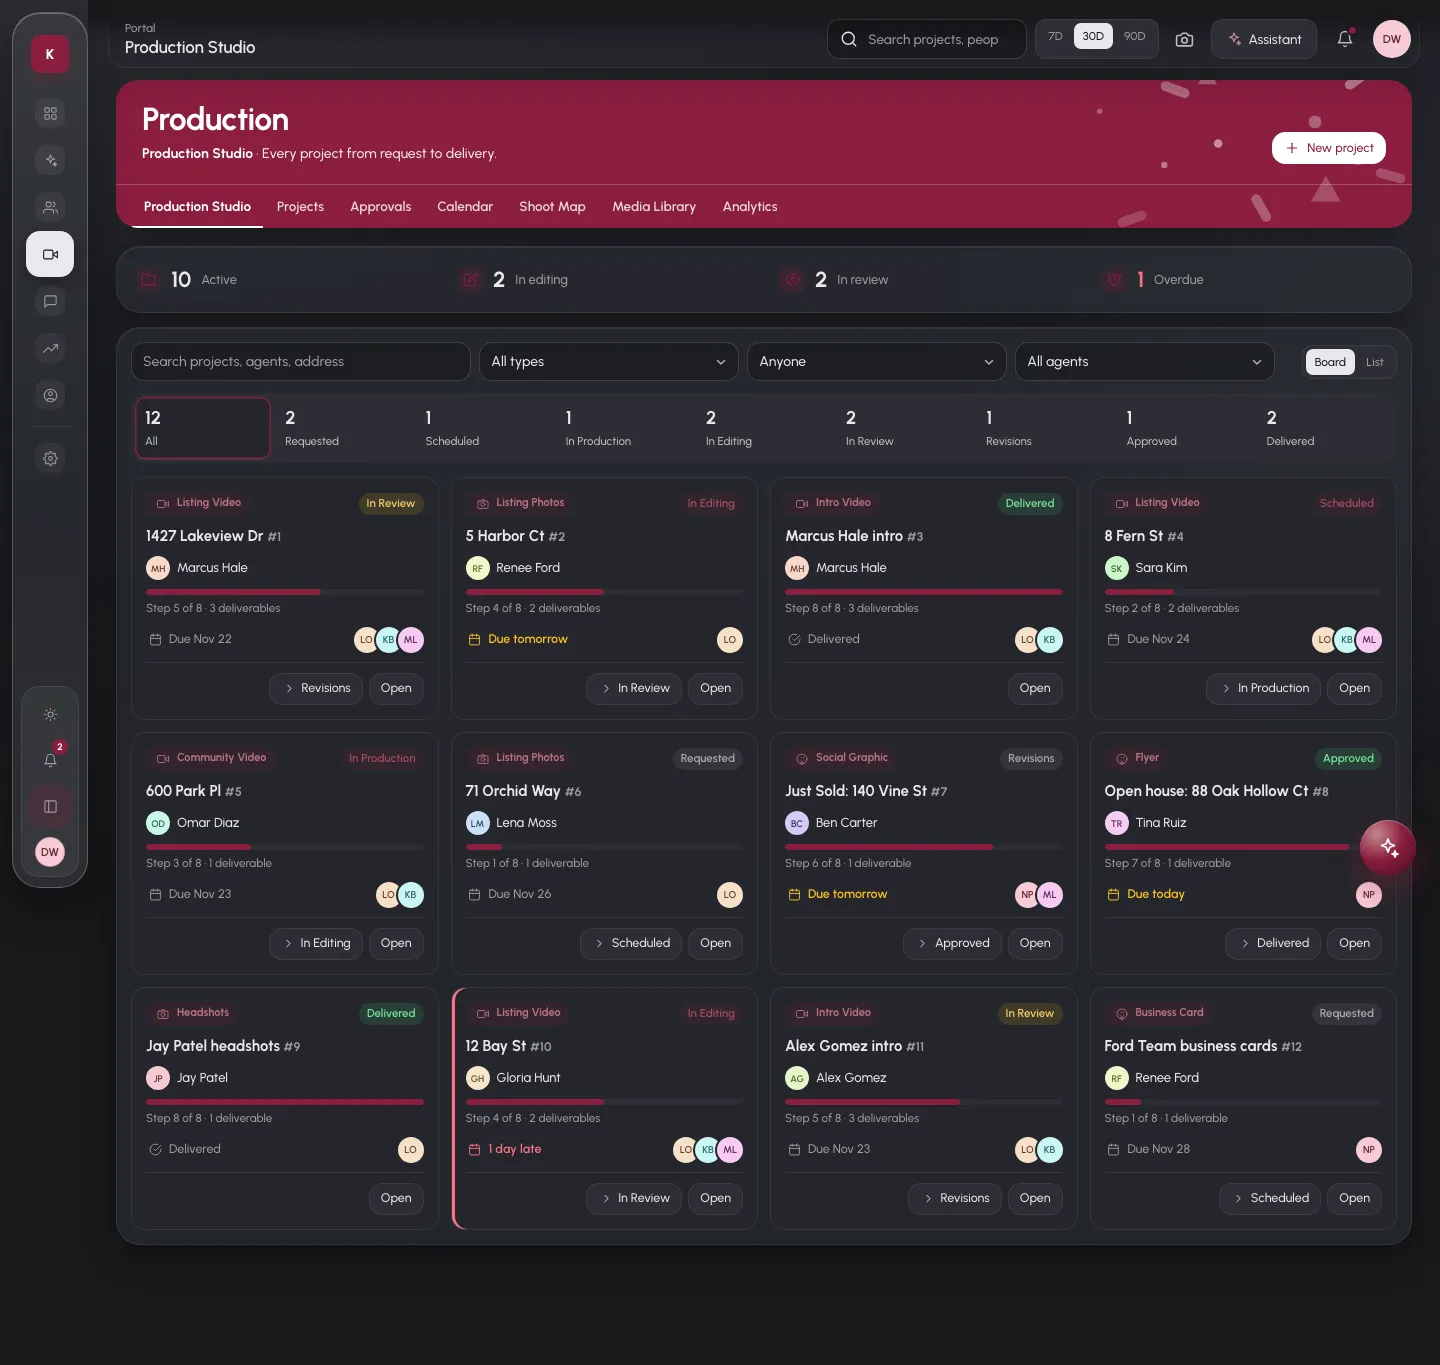 K
Portal
Production Studio
Search projects, peop
7D 30D 90D
Assistant
DW
Production
Production Studio · Every project from request to delivery.
New project
Production Studio Projects Approvals Calendar Shoot Map Media Library Analytics
10 Active
2 In editing
2 In review
1 Overdue
Search projects, agents, address
All types
Anyone
All agents
Board List
12 2 1 1 2 2 1 1 2
All Requested Scheduled In Production In Editing In Review Revisions Approved Delivered
Listing Video In Review
1427 Lakeview Dr #1
MH Marcus Hale
Step 5 of 8 · 3 deliverables
Due Nov 22 LO KB ML
Revisions Open
Listing Photos In Editing
5 Harbor Ct #2
RF Renee Ford
Step 4 of 8 · 2 deliverables
Due tomorrow LO
In Review Open
Intro Video Delivered
Marcus Hale intro #3
MH Marcus Hale
Step 8 of 8 · 3 deliverables
Delivered LO KB
Open
Listing Video Scheduled
8 Fern St #4
SK Sara Kim
Step 2 of 8 · 2 deliverables
Due Nov 24 LO KB ML
In Production Open
Community Video In Production
600 Park Pl #5
OD Omar Diaz
Step 3 of 8 · 1 deliverable
Due Nov 23 LO KB
In Editing Open
Listing Photos Requested
71 Orchid Way #6
LM Lena Moss
Step 1 of 8 · 1 deliverable
Due Nov 26 LO
Scheduled Open
Social Graphic Revisions
Just Sold: 140 Vine St #7
BC Ben Carter
Step 6 of 8 · 1 deliverable
Due tomorrow NP ML
Approved Open
Flyer Approved
Open house: 88 Oak Hollow Ct #8
TR Tina Ruiz
Step 7 of 8 · 1 deliverable
Due today NP
Delivered Open
Headshots Delivered
Jay Patel headshots #9
JP Jay Patel
Step 8 of 8 · 1 deliverable
Delivered LO
Open
Listing Video In Editing
12 Bay St #10
GH Gloria Hunt
Step 4 of 8 · 2 deliverables
1 day late LO KB ML
In Review Open
Intro Video In Review
Alex Gomez intro #11
AG Alex Gomez
Step 5 of 8 · 3 deliverables
Due Nov 23 LO KB
Revisions Open
Business Card Requested
Ford Team business cards #12
RF Renee Ford
Step 1 of 8 · 1 deliverable
Due Nov 28 NP
Scheduled Open
2
DW